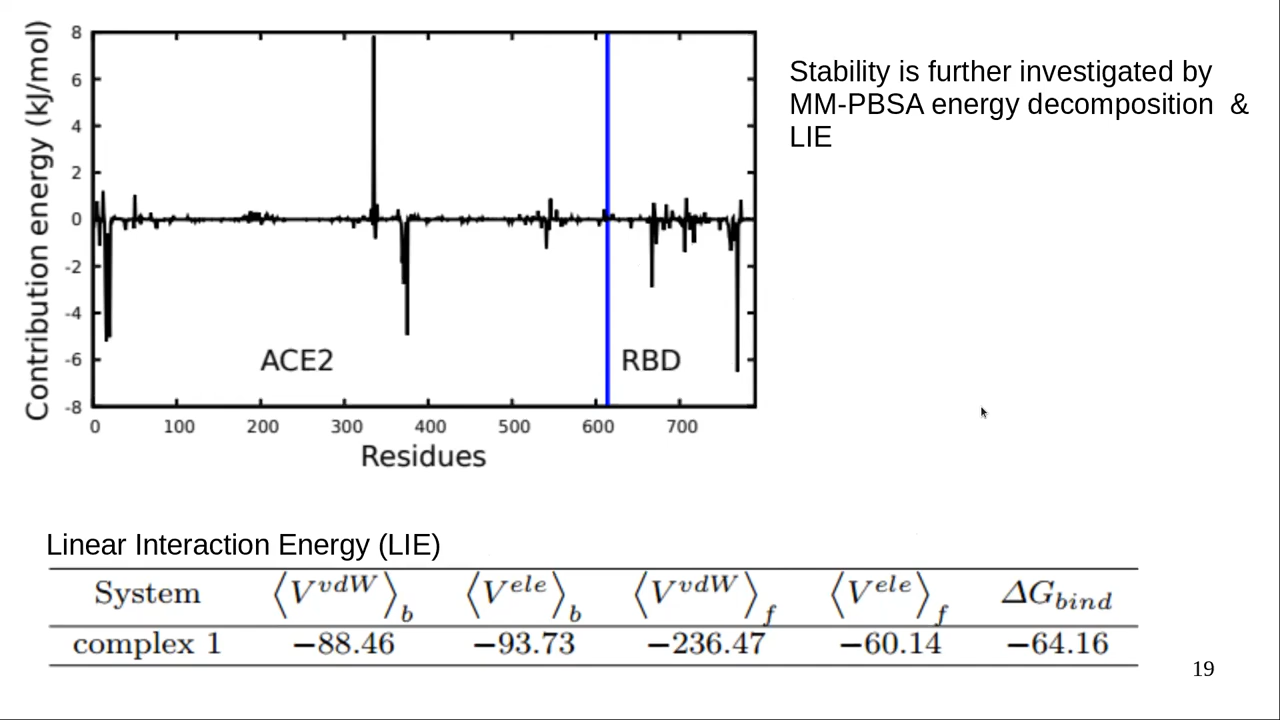 8
6
4
2
0
-2
-4
-6
-8
Contribution energy (kJ/mol)
ACE2
RBD
0 100 200 300 400 500 600 700
Residues
Stability is further investigated by
MM-PBSA energy decomposition &
LIE
Linear Interaction Energy (LIE)
System ⟨V^{vdW}⟩_b ⟨V^{ele}⟩_b ⟨V^{vdW}⟩_f ⟨V^{ele}⟩_f ΔG_{bind}
complex 1 −88.46 −93.73 −236.47 −60.14 −64.16
19